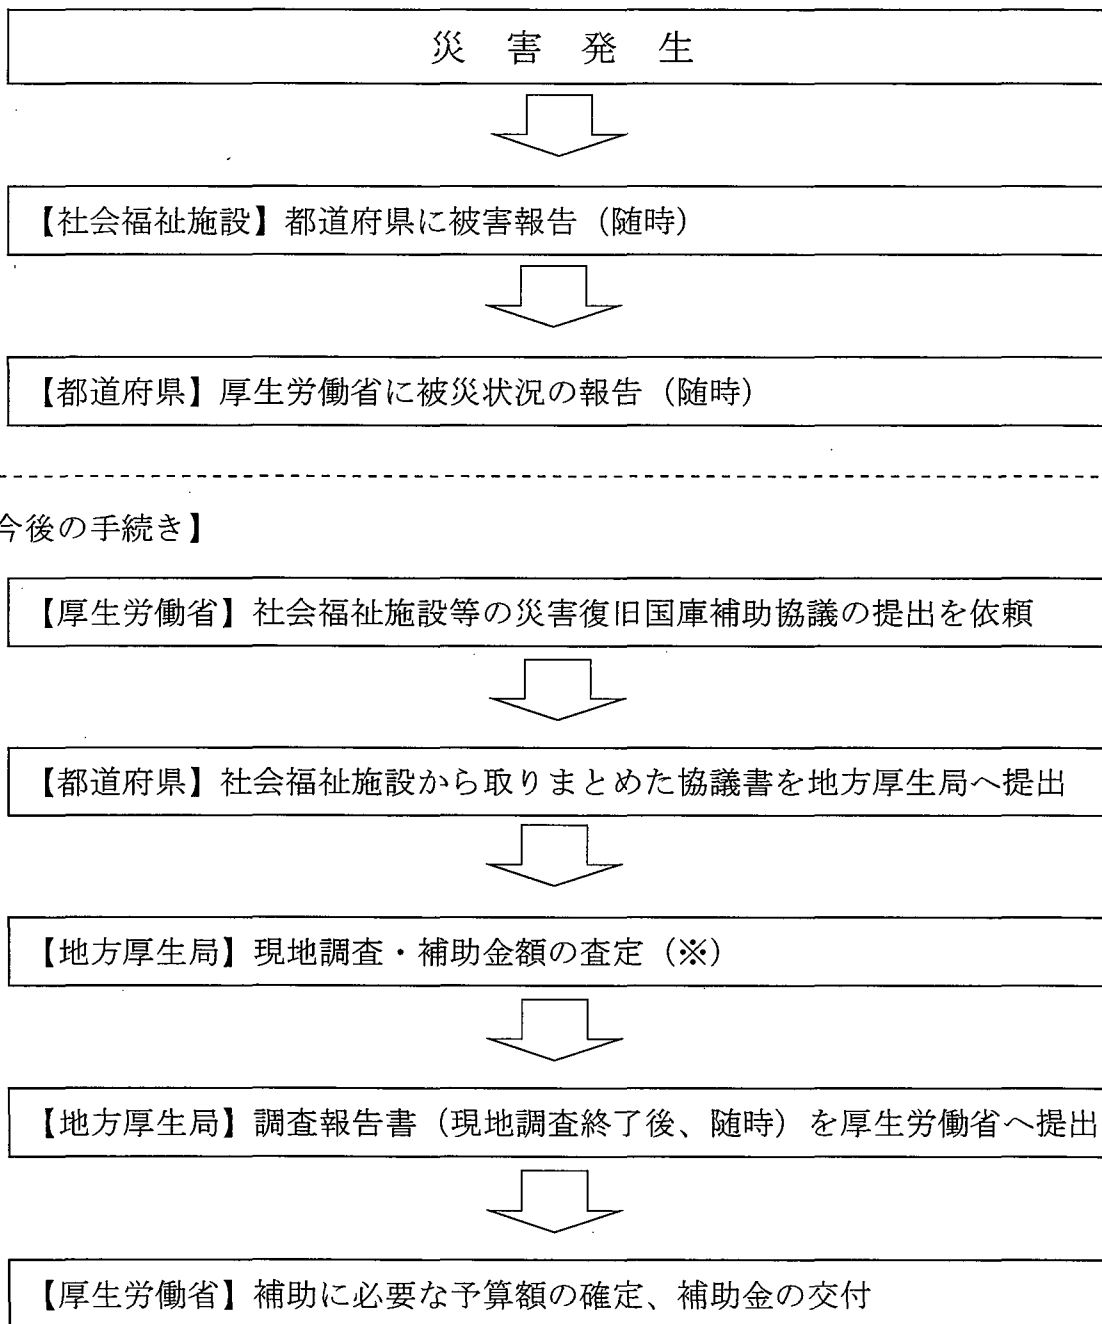 災害発生
【社会福祉施設】都道府県に被害報告（随時）
【都道府県】厚生労働省に被災状況の報告（随時）
今後の手続き】
【厚生労働省】社会福祉施設等の災害復旧国庫補助協議の提出を依頼
【都道府県】社会福祉施設から取りまとめた協議書を地方厚生局へ提出
【地方厚生局】現地調査・補助金額の査定（※）
【地方厚生局】調査報告書（現地調査終了後、随時）を厚生労働省へ提出
【厚生労働省】補助に必要な予算額の確定、補助金の交付